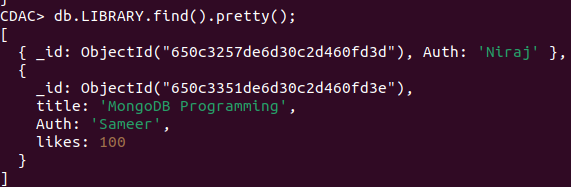 CDAC> db.LIBRARY.find().pretty();
[
  { _id: ObjectId("650c3257de6d30c2d460fd3d"), Auth: 'Niraj' },
  {
    _id: ObjectId("650c3351de6d30c2d460fd3e"),
    title: 'MongoDB Programming',
    Auth: 'Sameer',
    likes: 100
  }
]